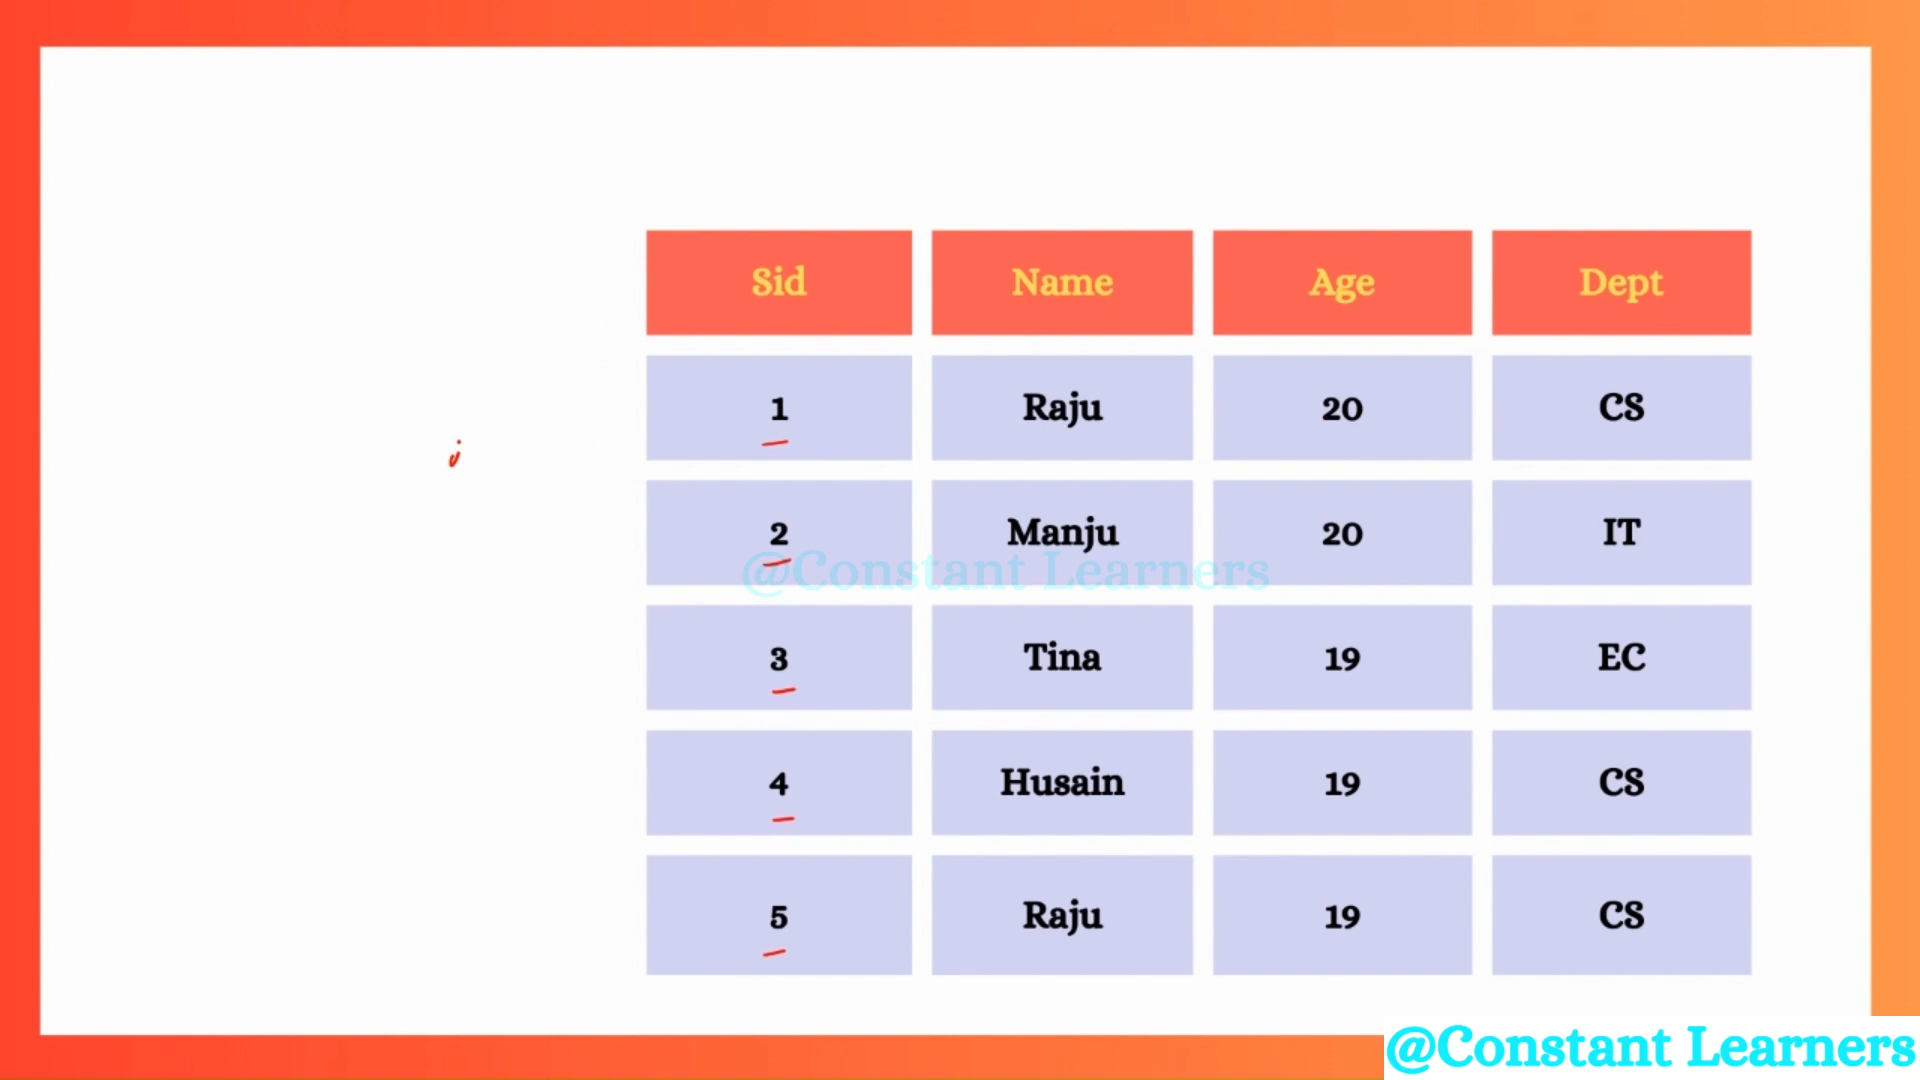 Sid Name Age Dept
1 Raju 20 CS
2 Manju 20 IT
@Constant Learners
3 Tina 19 EC
4 Husain 19 CS
5 Raju 19 CS
@Constant Learners